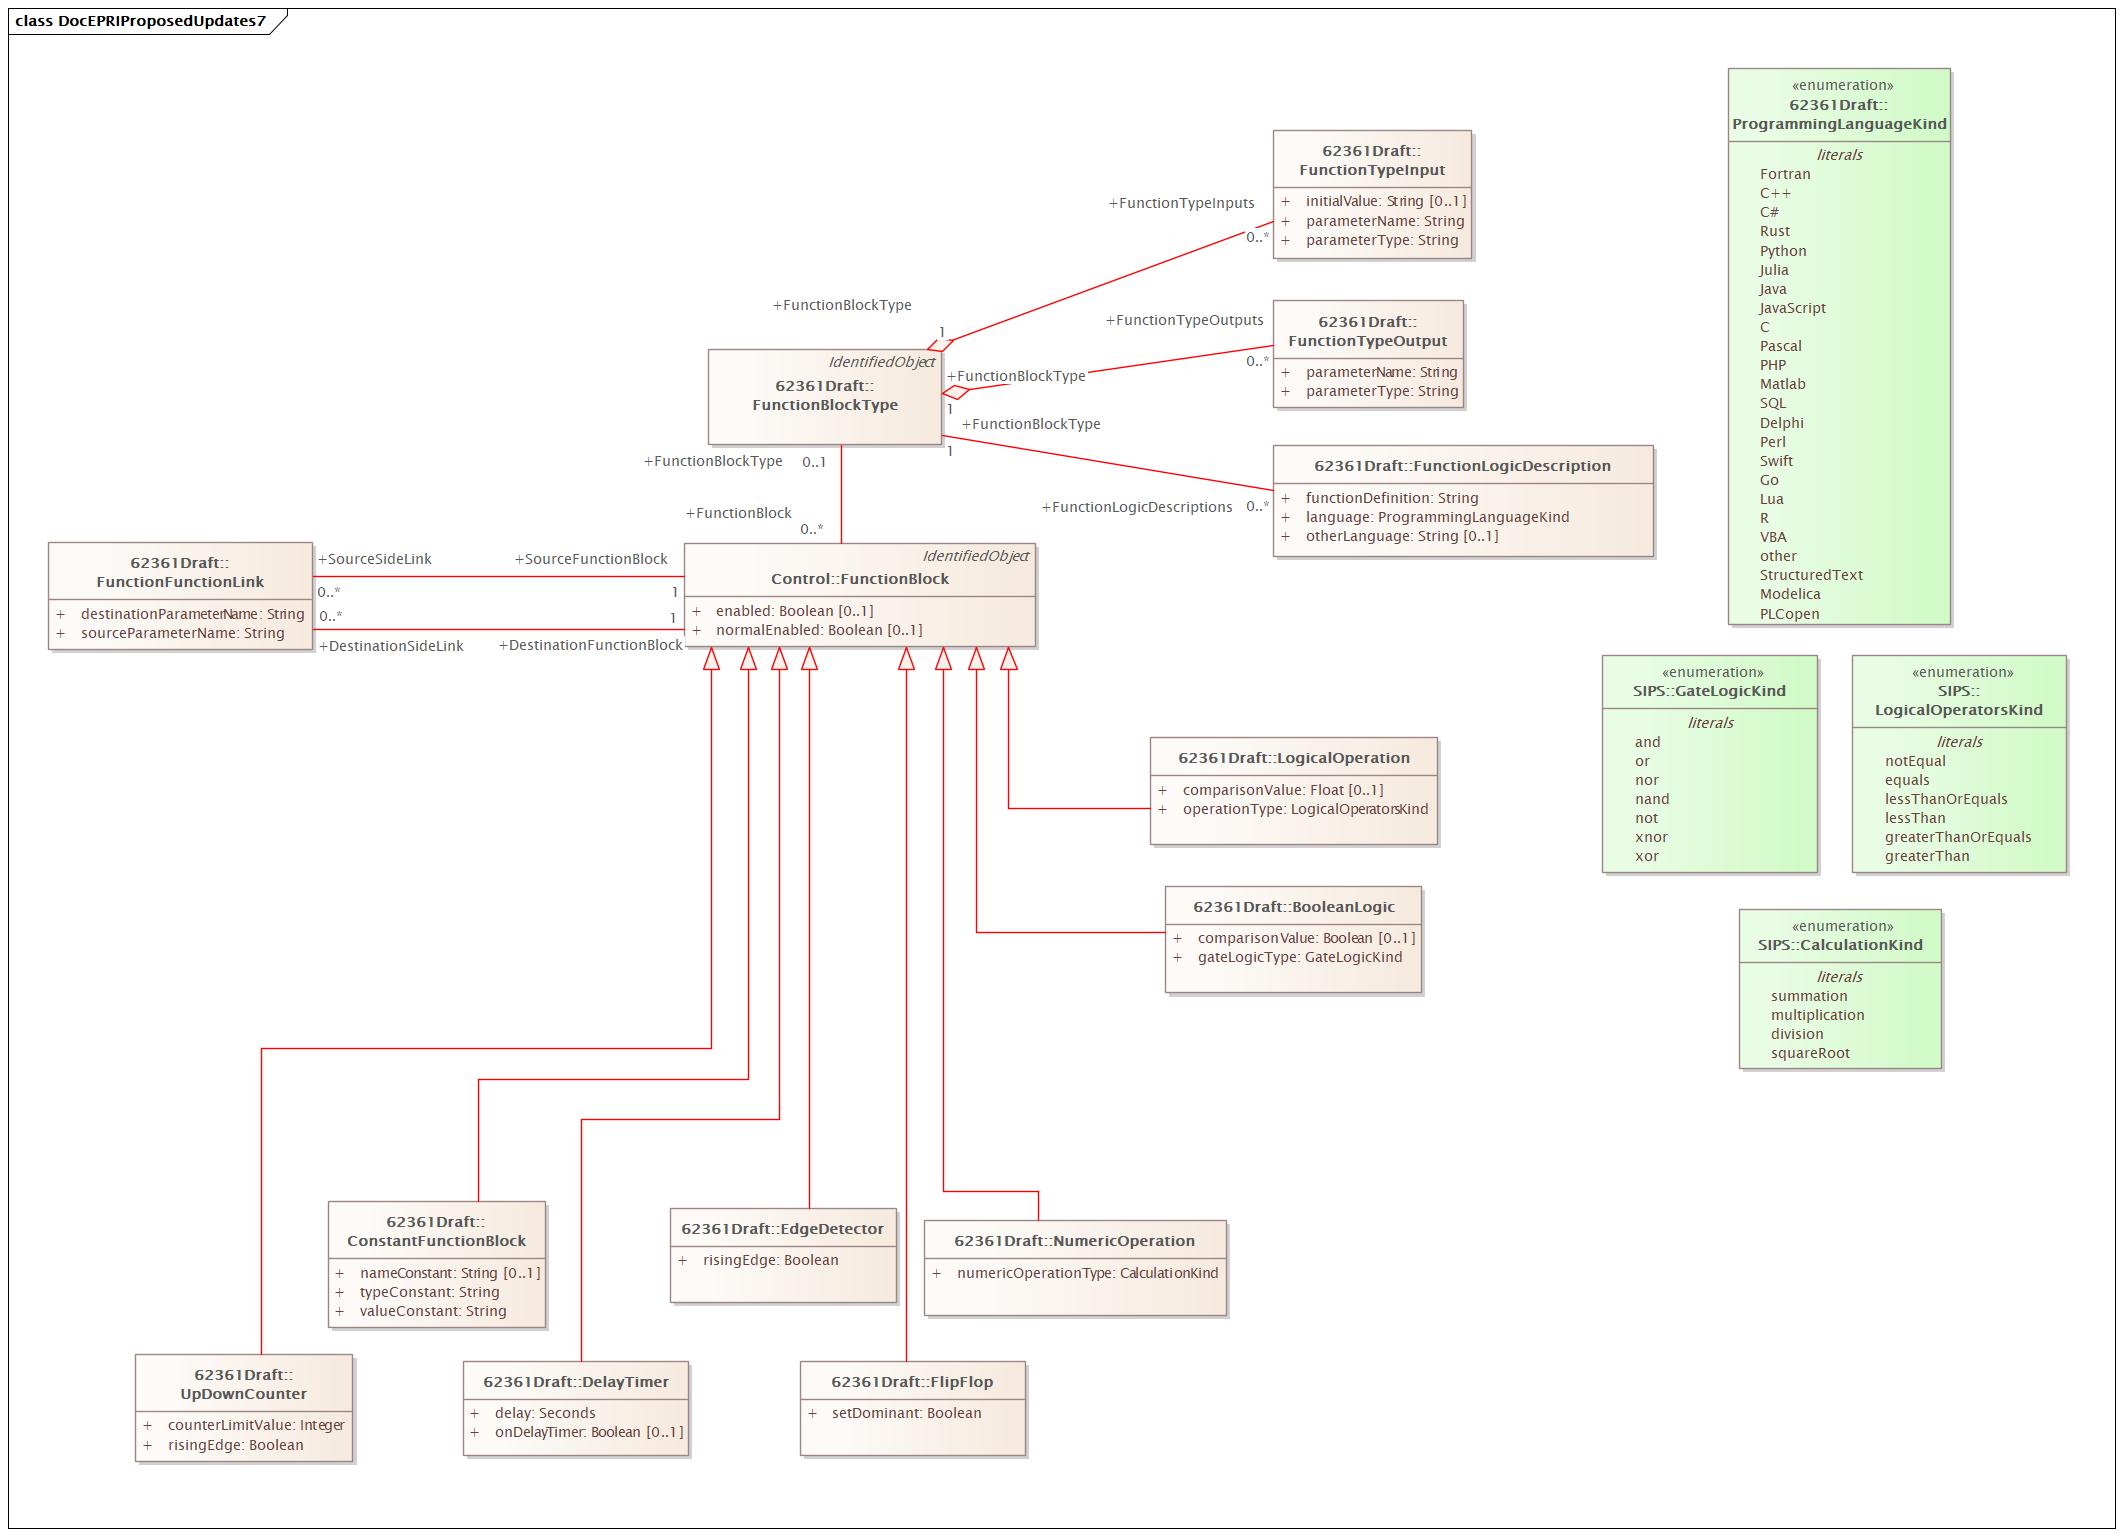 class DocEPRIProposedUpdates7
«enumeration»
62361Draft::
ProgrammingLanguageKind
literals
Fortran
C++
C#
Rust
Python
Julia
Java
JavaScript
C
Pascal
PHP
Matlab
SQL
Delphi
Perl
Swift
Go
Lua
R
VBA
other
StructuredText
Modelica
PLCopen
62361Draft::
FunctionTypeInput
+ initialValue: String [0..1]
+ parameterName: String
+ parameterType: String
+FunctionTypeInputs
0..*
+FunctionBlockType
1
62361Draft::
FunctionTypeOutput
+ parameterName: String
+ parameterType: String
+FunctionTypeOutputs
0..*
+FunctionBlockType
1
IdentifiedObject
62361Draft::
FunctionBlockType
+FunctionBlockType
1
62361Draft::FunctionLogicDescription
+ functionDefinition: String
+ language: ProgrammingLanguageKind
+ otherLanguage: String [0..1]
+FunctionLogicDescriptions
0..*
+FunctionBlockType
0..1
+FunctionBlock
0..*
62361Draft::
FunctionFunctionLink
+ destinationParameterName: String
+ sourceParameterName: String
+SourceSideLink
+SourceFunctionBlock
0..*
1
0..*
1
+DestinationSideLink
+DestinationFunctionBlock
IdentifiedObject
Control::FunctionBlock
+ enabled: Boolean [0..1]
+ normalEnabled: Boolean [0..1]
«enumeration»
SIPS::GateLogicKind
literals
and
or
nor
nand
not
xnor
xor
«enumeration»
SIPS::
LogicalOperatorsKind
literals
notEqual
equals
lessThanOrEquals
lessThan
greaterThanOrEquals
greaterThan
62361Draft::LogicalOperation
+ comparisonValue: Float [0..1]
+ operationType: LogicalOperatorsKind
62361Draft::BooleanLogic
+ comparisonValue: Boolean [0..1]
+ gateLogicType: GateLogicKind
«enumeration»
SIPS::CalculationKind
literals
summation
multiplication
division
squareRoot
62361Draft::
ConstantFunctionBlock
+ nameConstant: String [0..1]
+ typeConstant: String
+ valueConstant: String
62361Draft::EdgeDetector
+ risingEdge: Boolean
62361Draft::NumericOperation
+ numericOperationType: CalculationKind
62361Draft::
UpDownCounter
+ counterLimitValue: Integer
+ risingEdge: Boolean
62361Draft::DelayTimer
+ delay: Seconds
+ onDelayTimer: Boolean [0..1]
62361Draft::FlipFlop
+ setDominant: Boolean